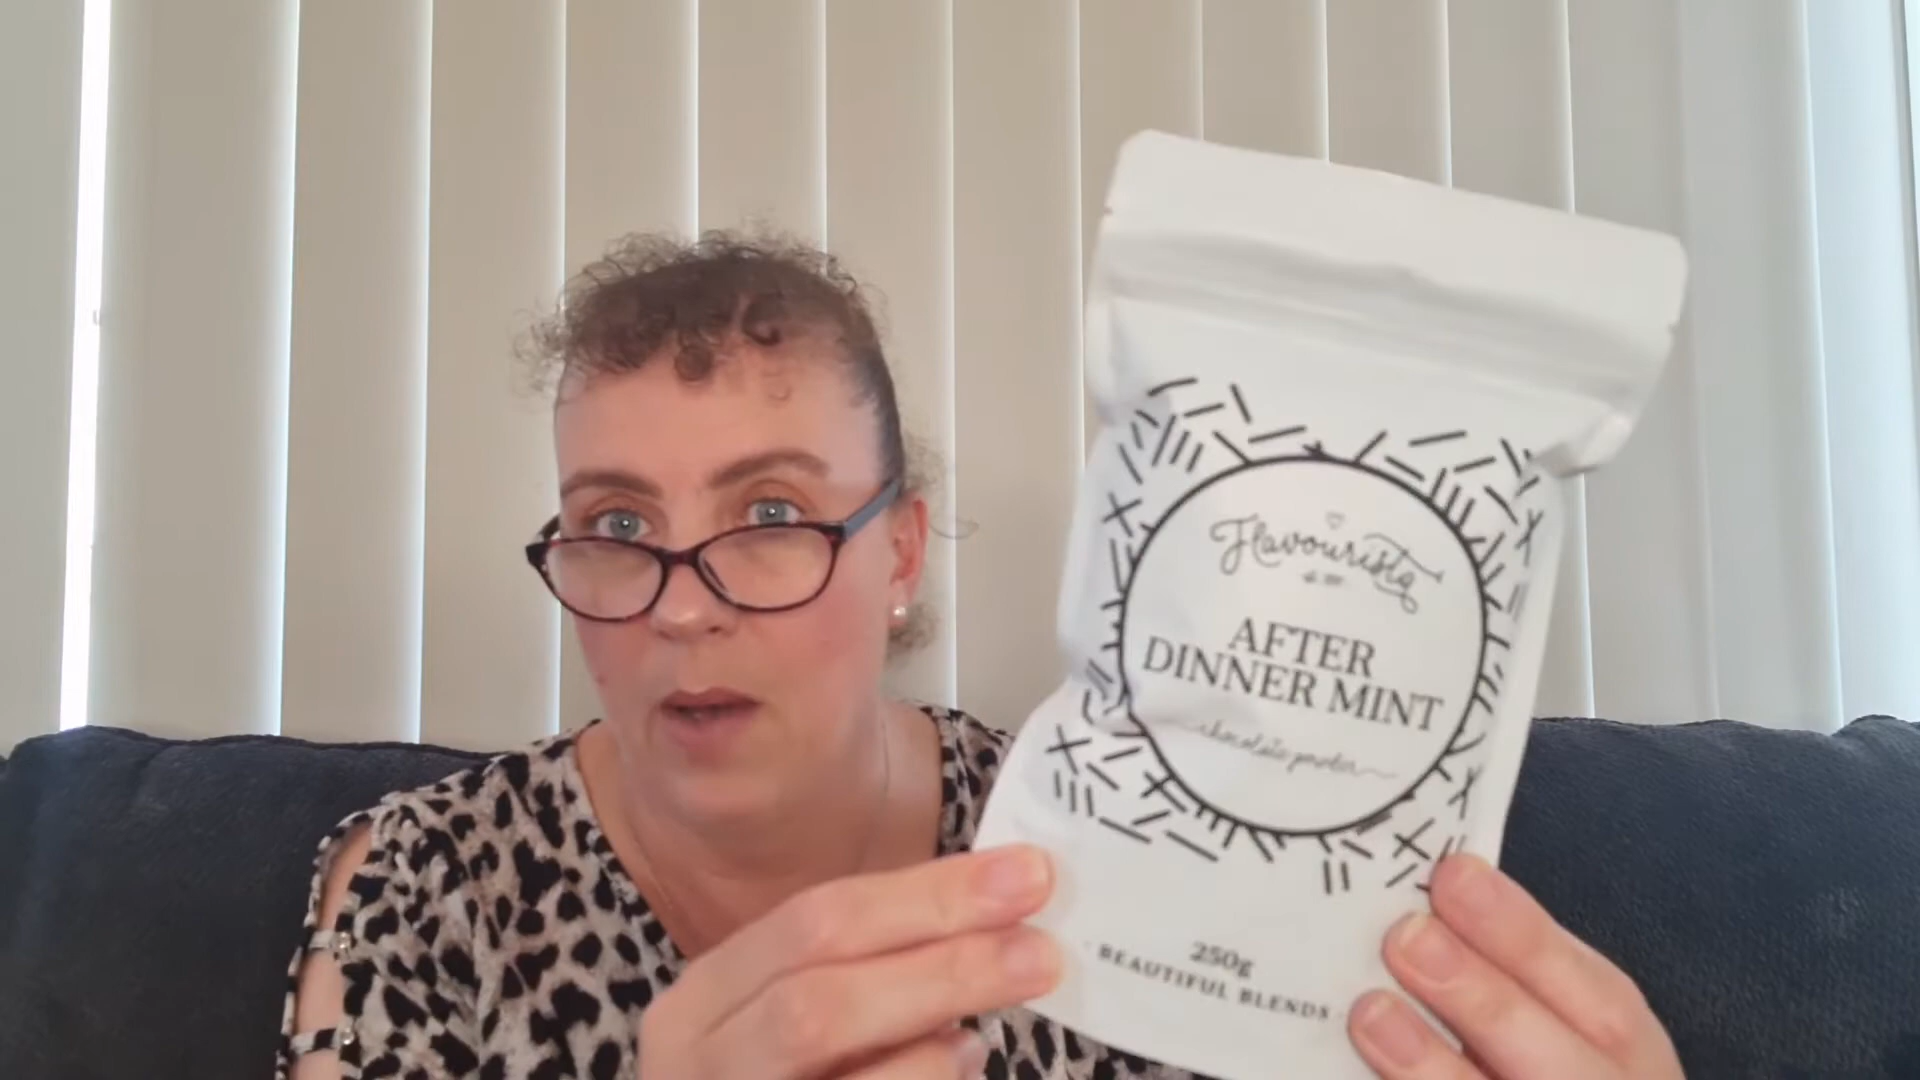 Flavourista
AFTER
DINNER MINT
chocolate powder
250g
BEAUTIFUL BLENDS